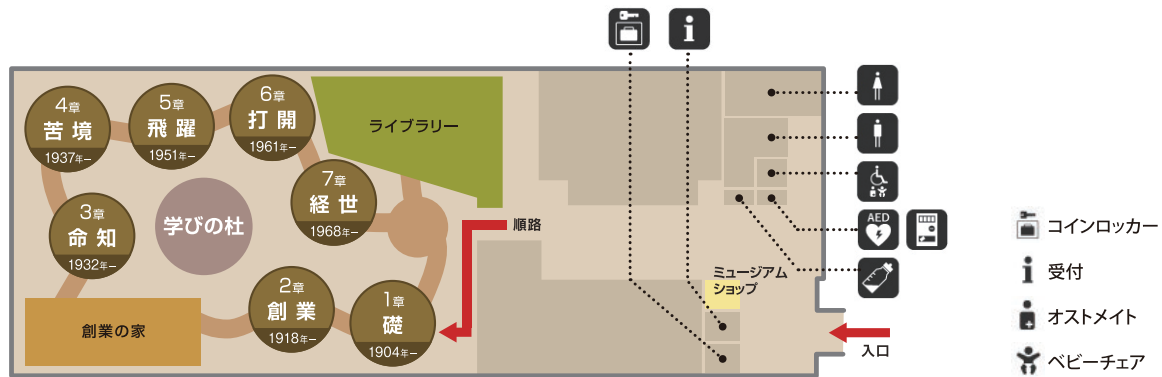 4章
苦境
1937年−
5章
飛躍
1951年−
6章
打開
1961年−
ライブラリー
7章
経世
1968年−
3章
命知
1932年−
学びの杜
順路
2章
創業
1918年−
1章
礎
1904年−
創業の家
ミュージアム
ショップ
入口
AED
コインロッカー
受付
オストメイト
ベビーチェア